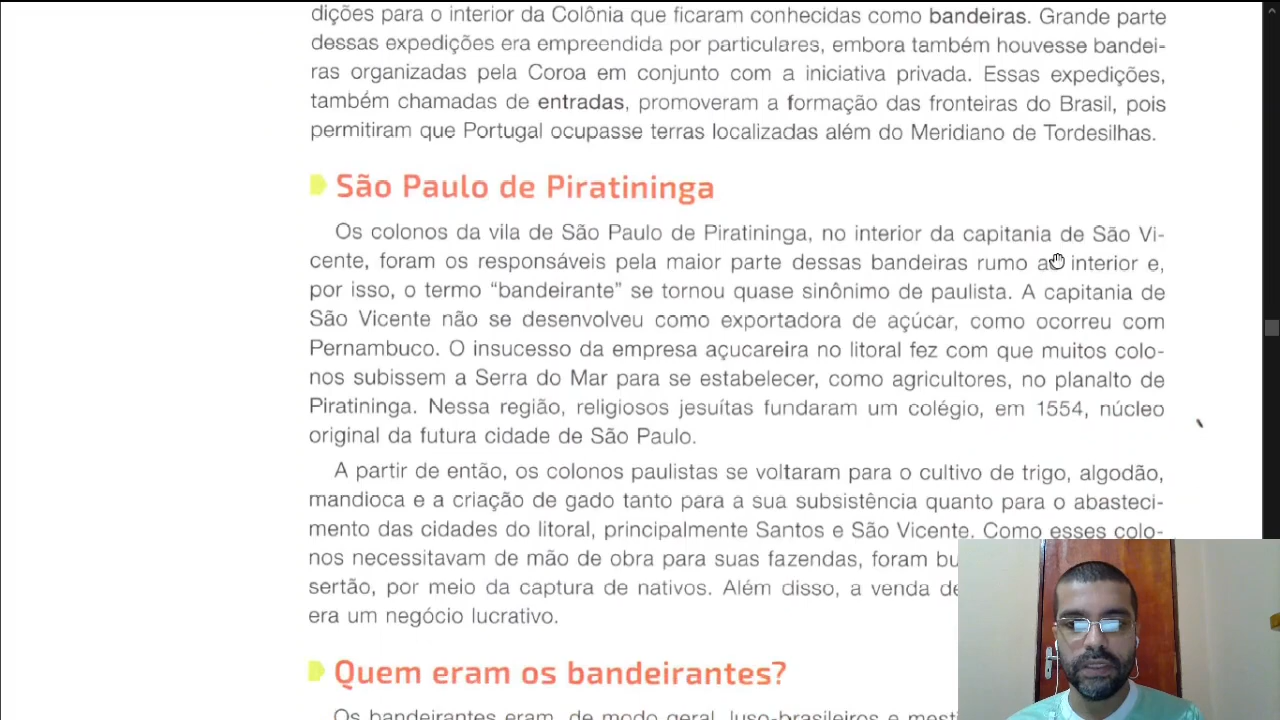 dições para o interior da Colônia que ficaram conhecidas como bandeiras. Grande parte
dessas expedições era empreendida por particulares, embora também houvesse bandei-
ras organizadas pela Coroa em conjunto com a iniciativa privada. Essas expedições,
também chamadas de entradas, promoveram a formação das fronteiras do Brasil, pois
permitiram que Portugal ocupasse terras localizadas além do Meridiano de Tordesilhas.
São Paulo de Piratininga
Os colonos da vila de São Paulo de Piratininga, no interior da capitania de São Vi-
cente, foram os responsáveis pela maior parte dessas bandeiras rumo a interior e,
por isso, o termo “bandeirante” se tornou quase sinônimo de paulista. A capitania de
São Vicente não se desenvolveu como exportadora de açúcar, como ocorreu com
Pernambuco. O insucesso da empresa açucareira no litoral fez com que muitos colo-
nos subissem a Serra do Mar para se estabelecer, como agricultores, no planalto de
Piratininga. Nessa região, religiosos jesuítas fundaram um colégio, em 1554, núcleo
original da futura cidade de São Paulo.
A partir de então, os colonos paulistas se voltaram para o cultivo de trigo, algodão,
mandioca e a criação de gado tanto para a sua subsistência quanto para o abasteci-
mento das cidades do litoral, principalmente Santos e São Vicente. Como esses colo-
nos necessitavam de mão de obra para suas fazendas, foram bu
sertão, por meio da captura de nativos. Além disso, a venda de
era um negócio lucrativo.
Quem eram os bandeirantes?
Os bandeirantes eram, de modo geral, luso-brasileiros e mesti